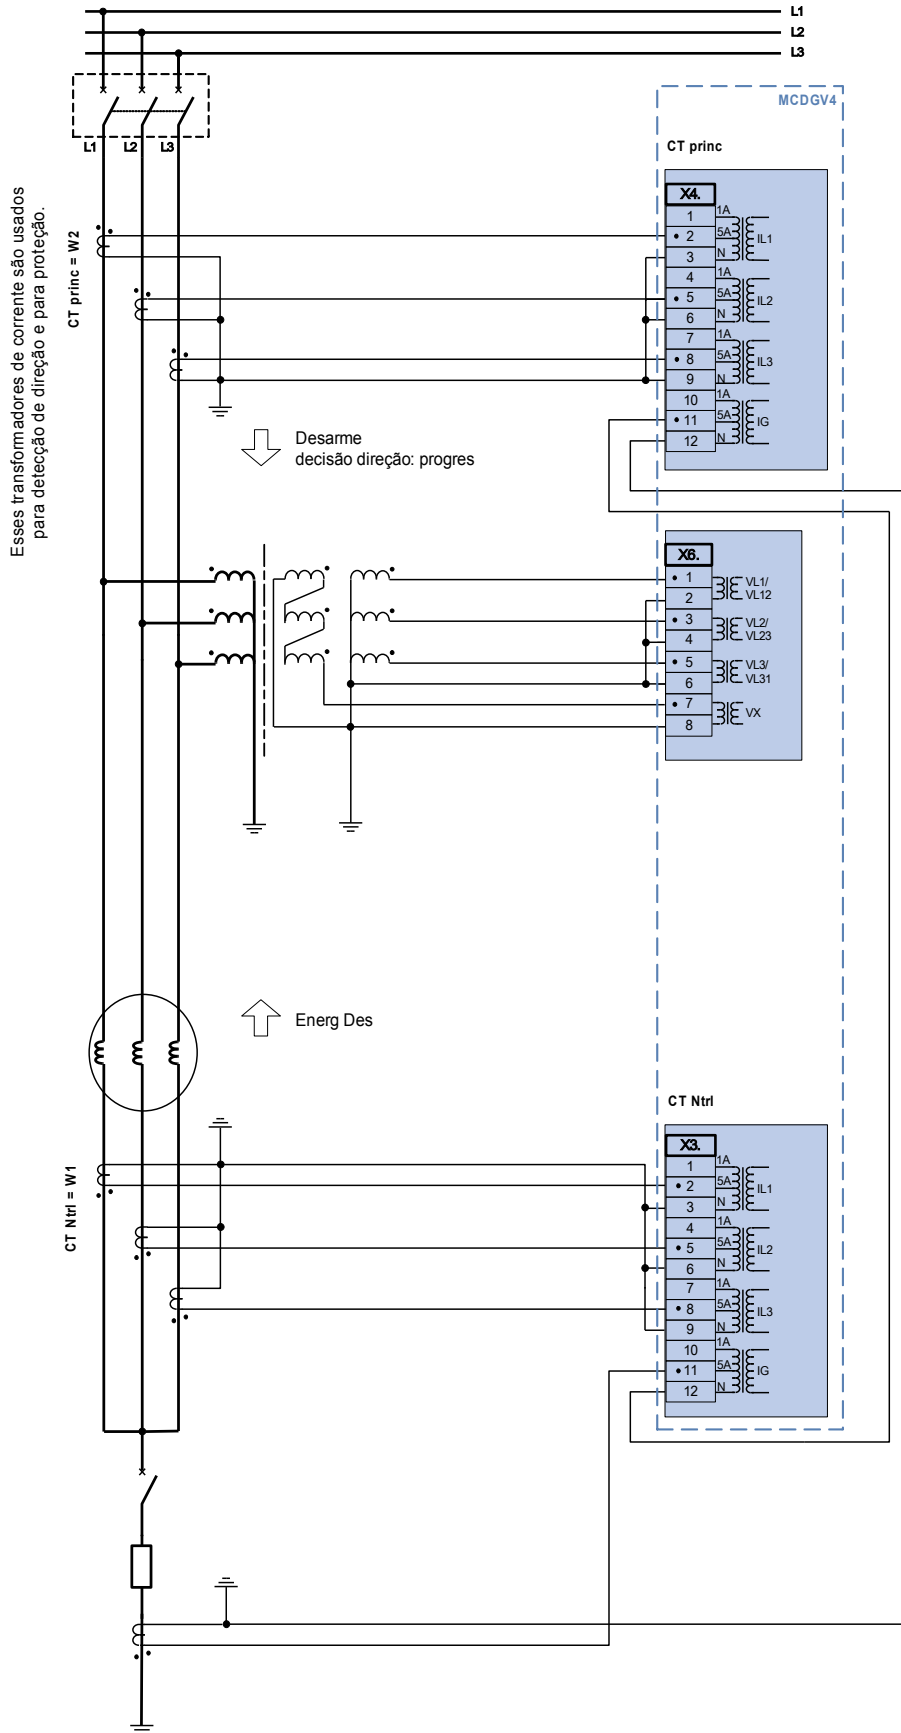 L1
L2
L3
MCDGV4
L1 L2 L3
CT princ
Esses transformadores de corrente são usados
para detecção de direção e para proteção.
CT princ = W2
X4.
1 1A
2 5A IL1
3 N
4 1A
5 5A IL2
6 N
7 1A
8 5A IL3
9 N
10 1A
11 5A IG
12 N
Desarme
decisão direção: progres
X6.
1 VL1/
2 VL12
3 VL2/
4 VL23
5 VL3/
6 VL31
7 VX
8
Energ Des
CT Ntrl
CT Ntrl = W1
X3.
1 1A
2 5A IL1
3 N
4 1A
5 5A IL2
6 N
7 1A
8 5A IL3
9 N
10 1A
11 5A IG
12 N